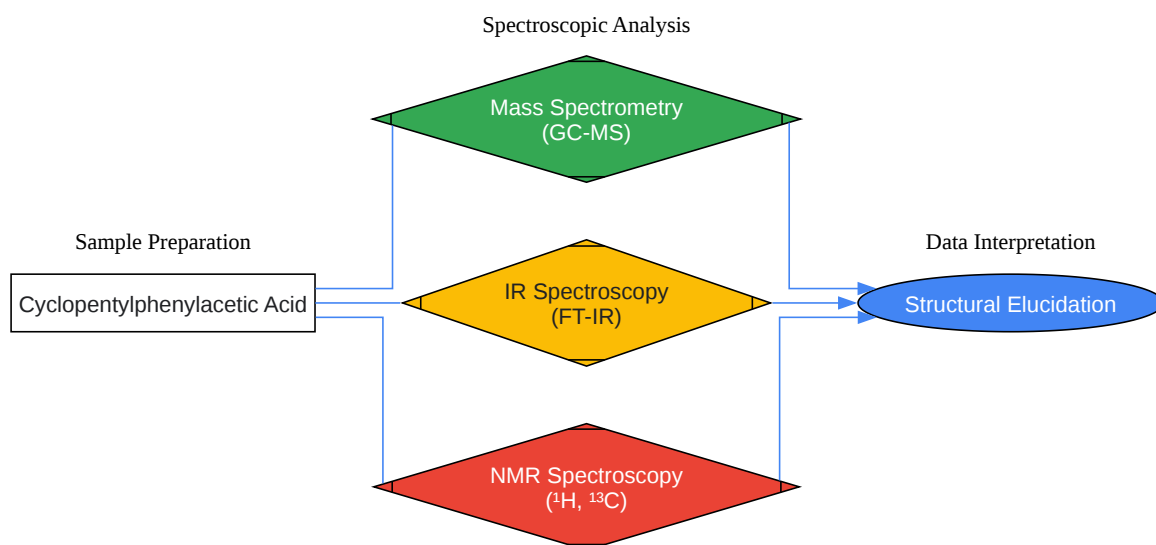 Spectroscopic Analysis
Mass Spectrometry
(GC-MS)
Sample Preparation
Cyclopentylphenylacetic Acid
IR Spectroscopy
(FT-IR)
Data Interpretation
Structural Elucidation
NMR Spectroscopy
(¹H, ¹³C)